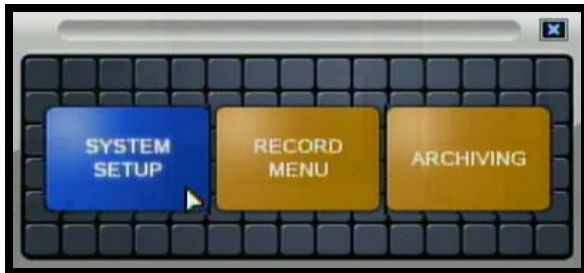 SYSTEM
SETUP
RECORD
MENU
ARCHIVING